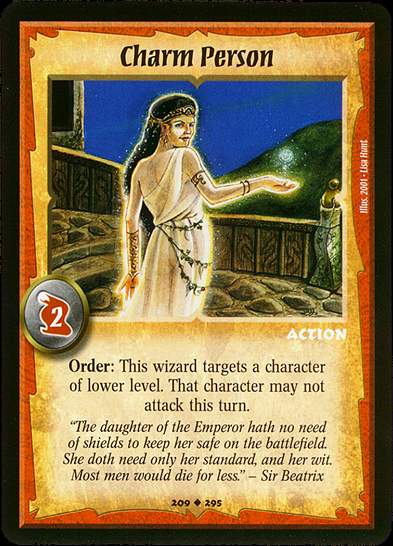 Charm Person
Illus. 2001 • Lisa Hunt
2
ACTION
Order: This wizard targets a character
of lower level. That character may not
attack this turn.
“The daughter of the Emperor hath no need
of shields to keep her safe on the battlefield.
She doth need only her standard, and her wit.
Most men would die for less.” – Sir Beatrix
209 ◆ 295